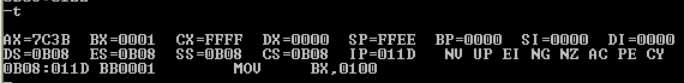 -t
AX=7C3B BX=0001 CX=FFFF DX=0000 SP=FFEE BP=0000 SI=0000 DI=0000
DS=0B08 ES=0B08 SS=0B08 CS=0B08 IP=011D NV UP EI NG NZ AC PE CY
0B08:011D BB0001 MOV BX,0100